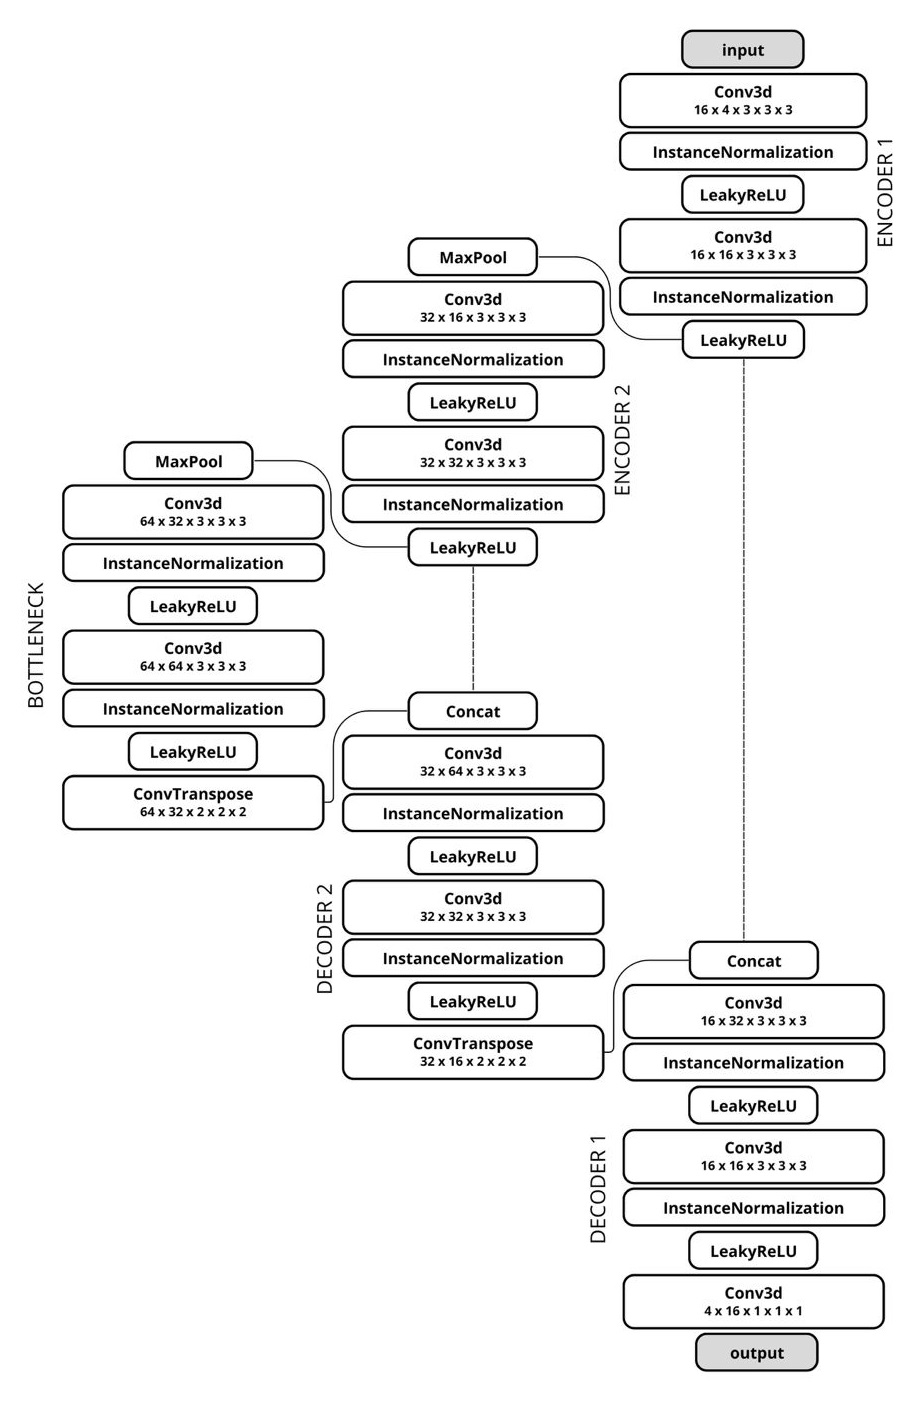 input
Conv3d
16 x 4 x 3 x 3 x 3
InstanceNormalization
LeakyReLU
Conv3d
16 x 16 x 3 x 3 x 3
InstanceNormalization
LeakyReLU
ENCODER 1
MaxPool
Conv3d
32 x 16 x 3 x 3 x 3
InstanceNormalization
LeakyReLU
Conv3d
32 x 32 x 3 x 3 x 3
InstanceNormalization
LeakyReLU
ENCODER 2
MaxPool
Conv3d
64 x 32 x 3 x 3 x 3
InstanceNormalization
LeakyReLU
Conv3d
64 x 64 x 3 x 3 x 3
InstanceNormalization
LeakyReLU
ConvTranspose
64 x 32 x 2 x 2 x 2
BOTTLENECK
Concat
Conv3d
32 x 64 x 3 x 3 x 3
InstanceNormalization
LeakyReLU
Conv3d
32 x 32 x 3 x 3 x 3
InstanceNormalization
LeakyReLU
ConvTranspose
32 x 16 x 2 x 2 x 2
DECODER 2
Concat
Conv3d
16 x 32 x 3 x 3 x 3
InstanceNormalization
LeakyReLU
Conv3d
16 x 16 x 3 x 3 x 3
InstanceNormalization
LeakyReLU
Conv3d
4 x 16 x 1 x 1 x 1
output
DECODER 1